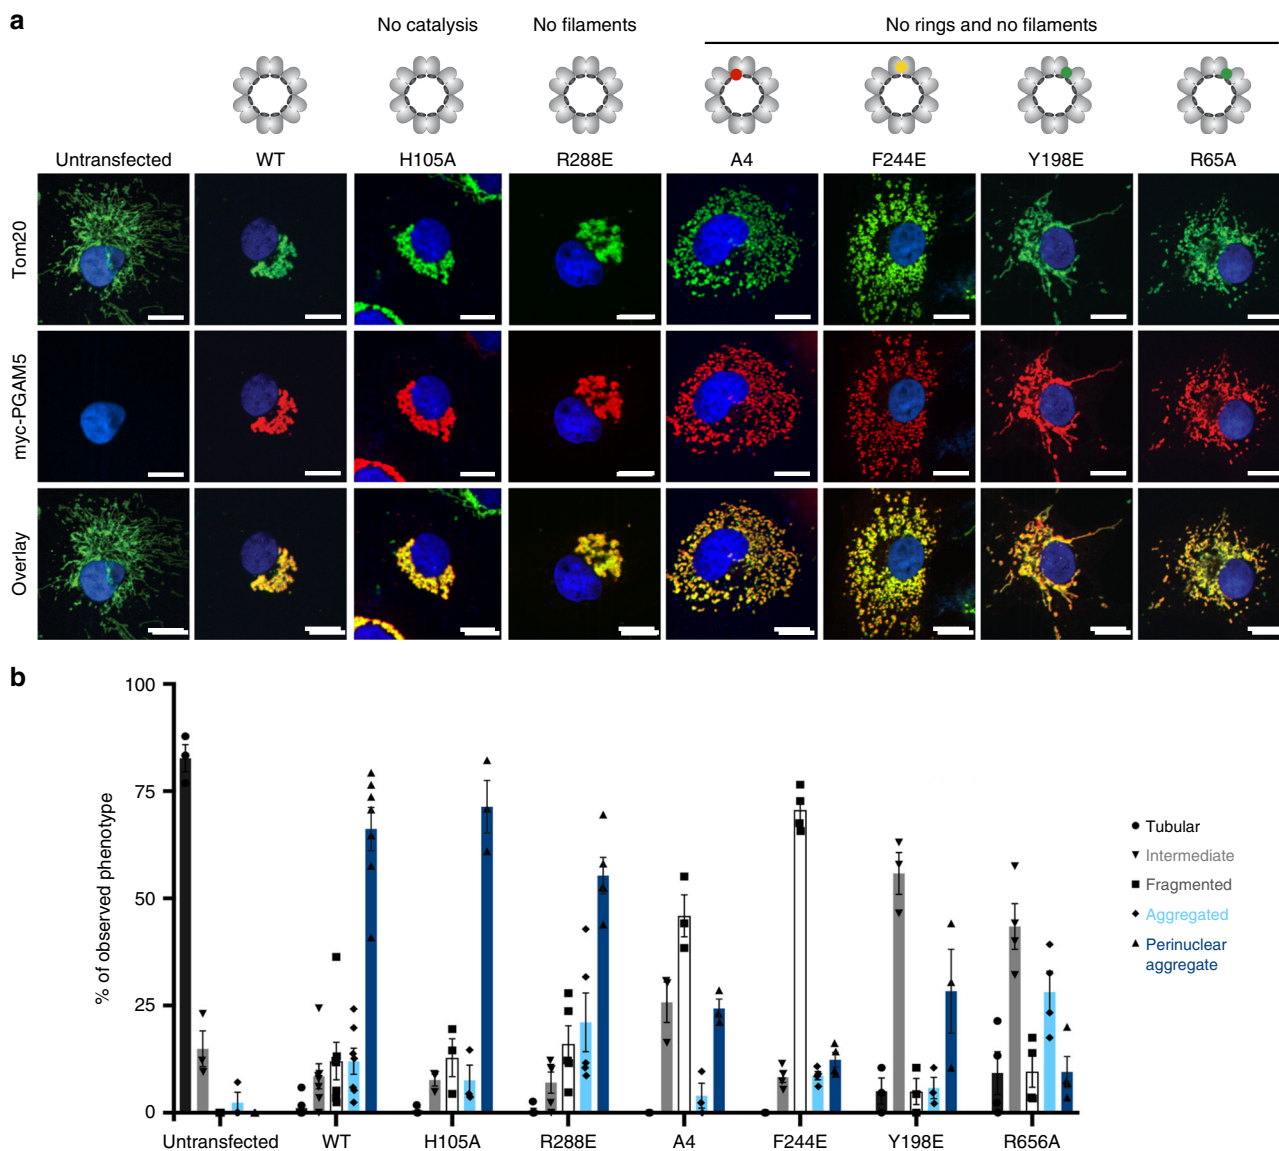 a
No catalysis
No filaments
No rings and no filaments
Untransfected
WT
H105A
R288E
A4
F244E
Y198E
R65A
Tom20
myc-PGAM5
Overlay
b
% of observed phenotype
100
75
50
25
0
Untransfected
WT
H105A
R288E
A4
F244E
Y198E
R656A
Tubular
Intermediate
Fragmented
Aggregated
Perinuclear
aggregate